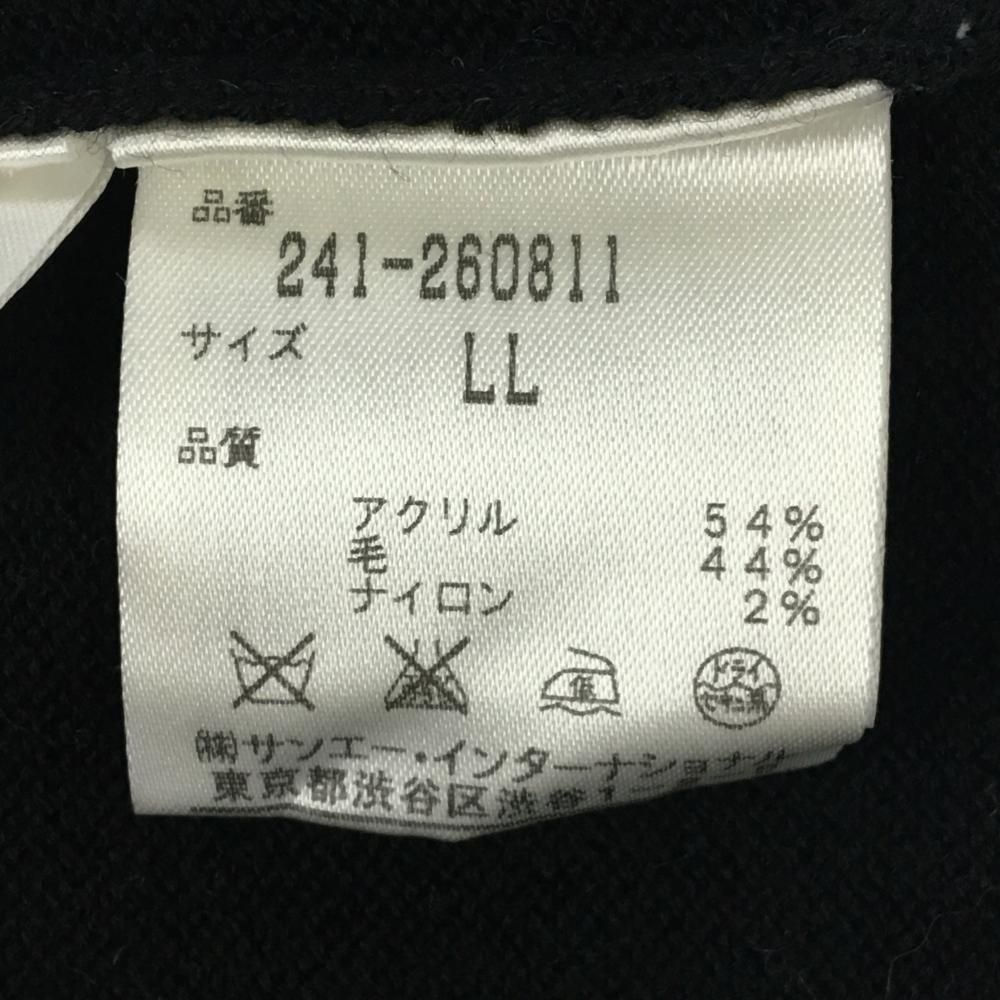 品番
241-260811
サイズ LL
品質
アクリル 54%
毛 44%
ナイロン 2%
低
ドライ
セキユ系
㈱サンエー・インターナショナル
東京都渋谷区渋谷